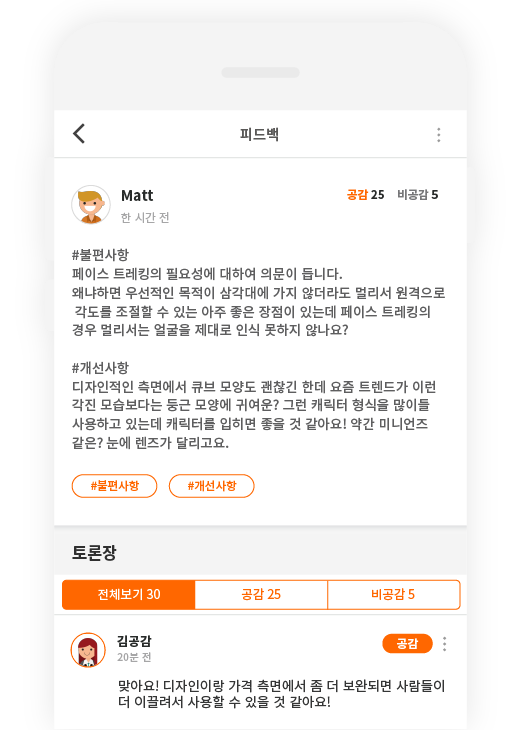 피드백
Matt
공감 25 비공감 5
한 시간 전
#불편사항
페이스 트레킹의 필요성에 대하여 의문이 듭니다.
왜냐하면 우선적인 목적이 삼각대에 가지 않더라도 멀리서 원격으로
각도를 조절할 수 있는 아주 좋은 장점이 있는데 페이스 트레킹의
경우 멀리서는 얼굴을 제대로 인식 못하지 않나요?
#개선사항
디자인적인 측면에서 큐브 모양도 괜찮긴 한데 요즘 트렌드가 이런
각진 모습보다는 둥근 모양에 귀여운? 그런 캐릭터 형식을 많이들
사용하고 있는데 캐릭터를 입히면 좋을 것 같아요! 약간 미니언즈
같은? 눈에 렌즈가 달리고요.
#불편사항 #개선사항
토론장
전체보기 30 공감 25 비공감 5
김공감
공감
20분 전
맞아요! 디자인이랑 가격 측면에서 좀 더 보완되면 사람들이
더 이끌려서 사용할 수 있을 것 같아요!